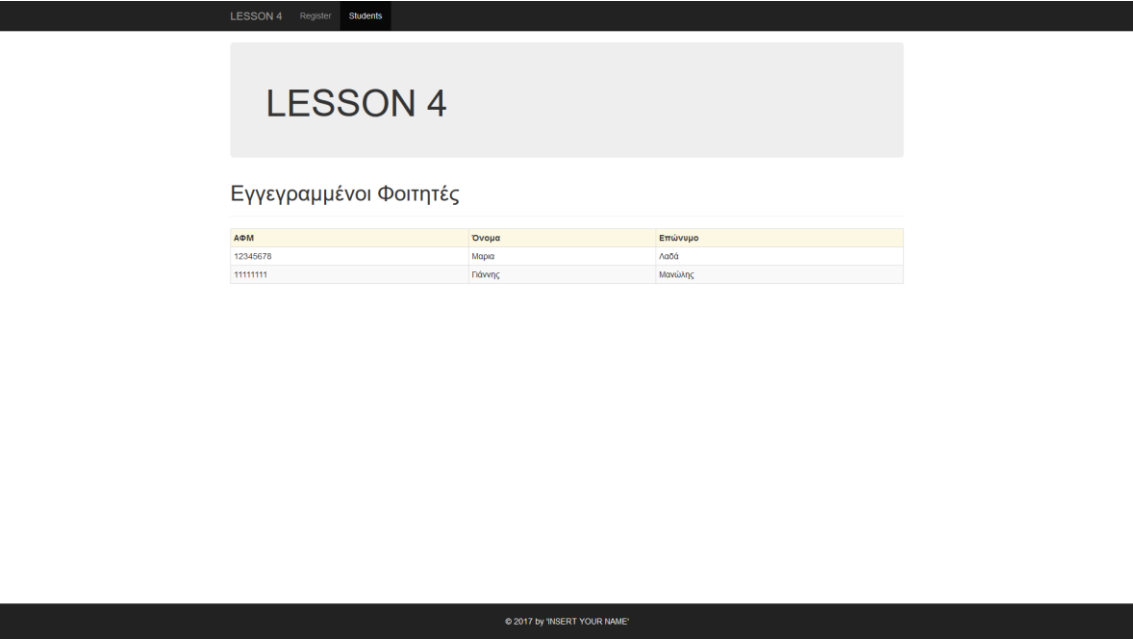 LESSON 4 Register Students
LESSON 4
Εγγεγραμμένοι Φοιτητές
ΑΦΜ Όνομα Επώνυμο
12345678 Μαρια Λαδά
11111111 Γιάννης Μανώλης
© 2017 by 'INSERT YOUR NAME'